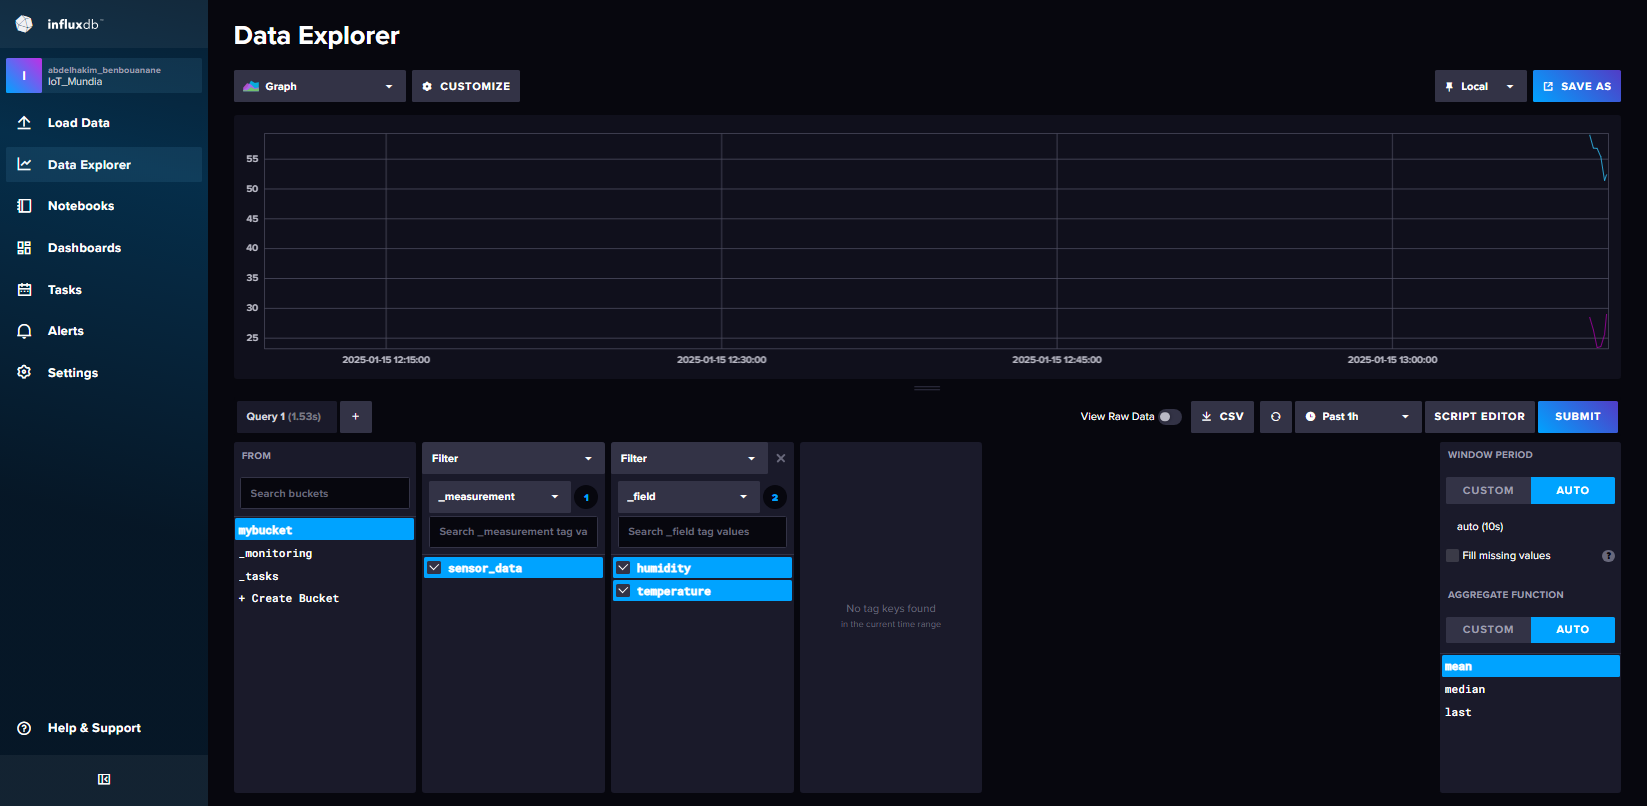 influxdb™
I
abdelhakim_benbouanane
IoT_Mundia
Load Data
Data Explorer
Notebooks
Dashboards
Tasks
Alerts
Settings
Help & Support
Data Explorer
Graph
CUSTOMIZE
Local
SAVE AS
55
50
45
40
35
30
25
2025-01-15 12:15:00
2025-01-15 12:30:00
2025-01-15 12:45:00
2025-01-15 13:00:00
Query 1 (1.53s)
+
View Raw Data
CSV
Past 1h
SCRIPT EDITOR
SUBMIT
FROM
Search buckets
mybucket
_monitoring
_tasks
+ Create Bucket
Filter
_measurement
1
Search _measurement tag va
sensor_data
Filter
_field
2
Search _field tag values
humidity
temperature
No tag keys found
in the current time range
WINDOW PERIOD
CUSTOM
AUTO
auto (10s)
Fill missing values
?
AGGREGATE FUNCTION
CUSTOM
AUTO
mean
median
last